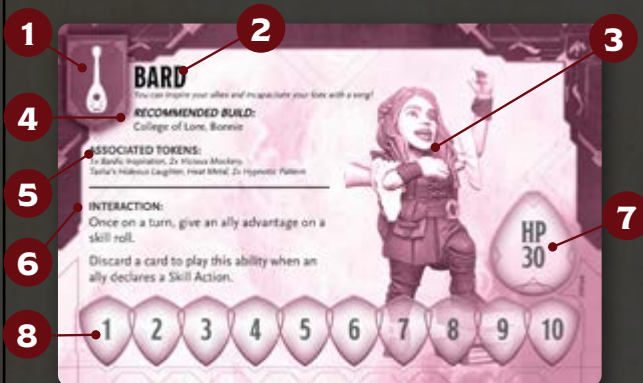 1
2
3
BARD
You can inspire your allies and incapacitate your foes with a song!
4
RECOMMENDED BUILD:
College of Lore, Bonnie
5
ASSOCIATED TOKENS:
3x Bardic Inspiration, 2x Vicious Mockery,
Tasha's Hideous Laughter, Heat Metal, 2x Hypnotic Pattern
6
INTERACTION:
Once on a turn, give an ally advantage on a
skill roll.
Discard a card to play this ability when an
ally declares a Skill Action.
HP
30
7
8
1 2 3 4 5 6 7 8 9 10